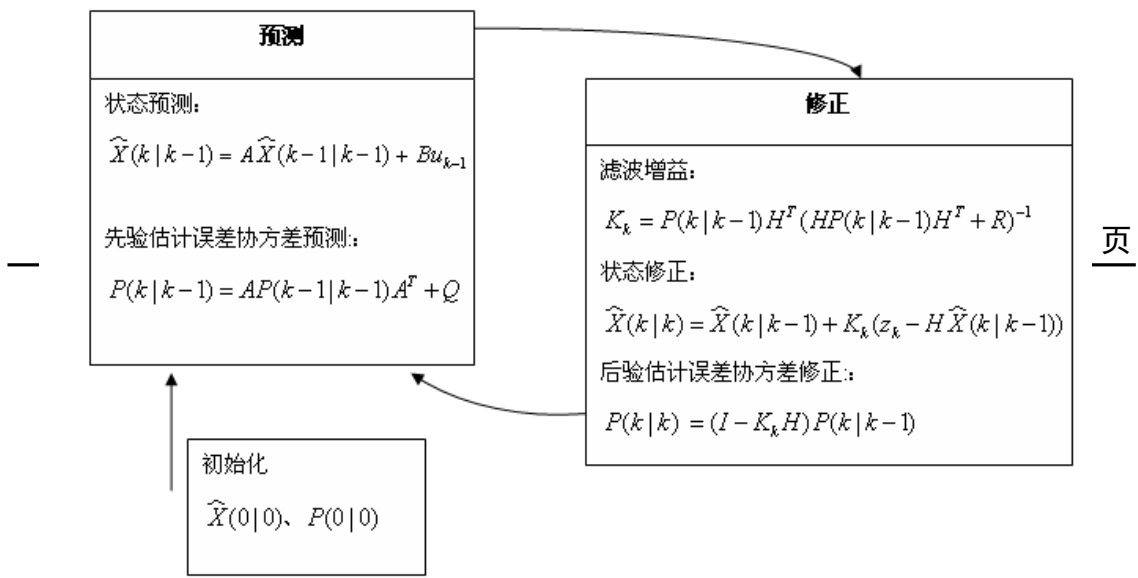 预测
状态预测：
X̂(k|k−1) = AX̂(k−1|k−1) + Bu_{k−1}
先验估计误差协方差预测:：
P(k|k−1) = AP(k−1|k−1)A^T + Q
修正
滤波增益：
K_k = P(k|k−1)H^T(HP(k|k−1)H^T + R)^{−1}
状态修正：
X̂(k|k) = X̂(k|k−1) + K_k(z_k − HX̂(k|k−1))
后验估计误差协方差修正:：
P(k|k) = (I − K_kH)P(k|k−1)
初始化
X̂(0|0)、P(0|0)
一
页